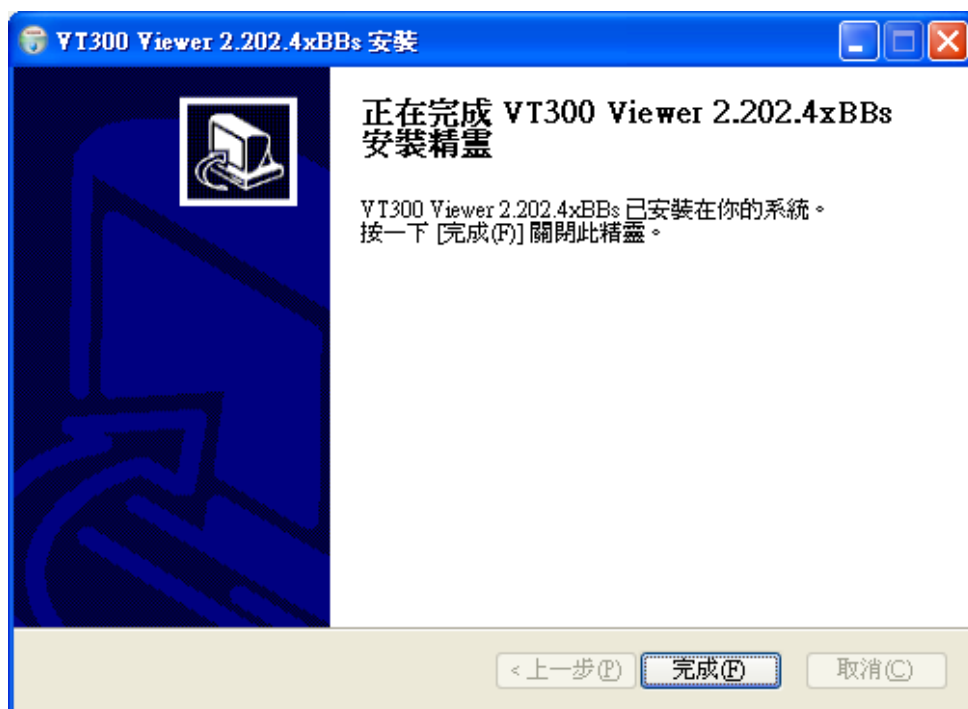 VT300 Viewer 2.202.4xBBs 安裝
正在完成 VT300 Viewer 2.202.4xBBs
安裝精靈
VT300 Viewer 2.202.4xBBs 已安裝在你的系統。
按一下 [完成(F)] 關閉此精靈。
< 上一步(P) 完成(F) 取消(C)